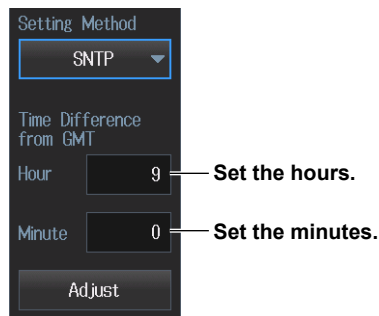 Setting Method
SNTP
Time Difference
from GMT
Hour 9 Set the hours.
Minute 0 Set the minutes.
Adjust